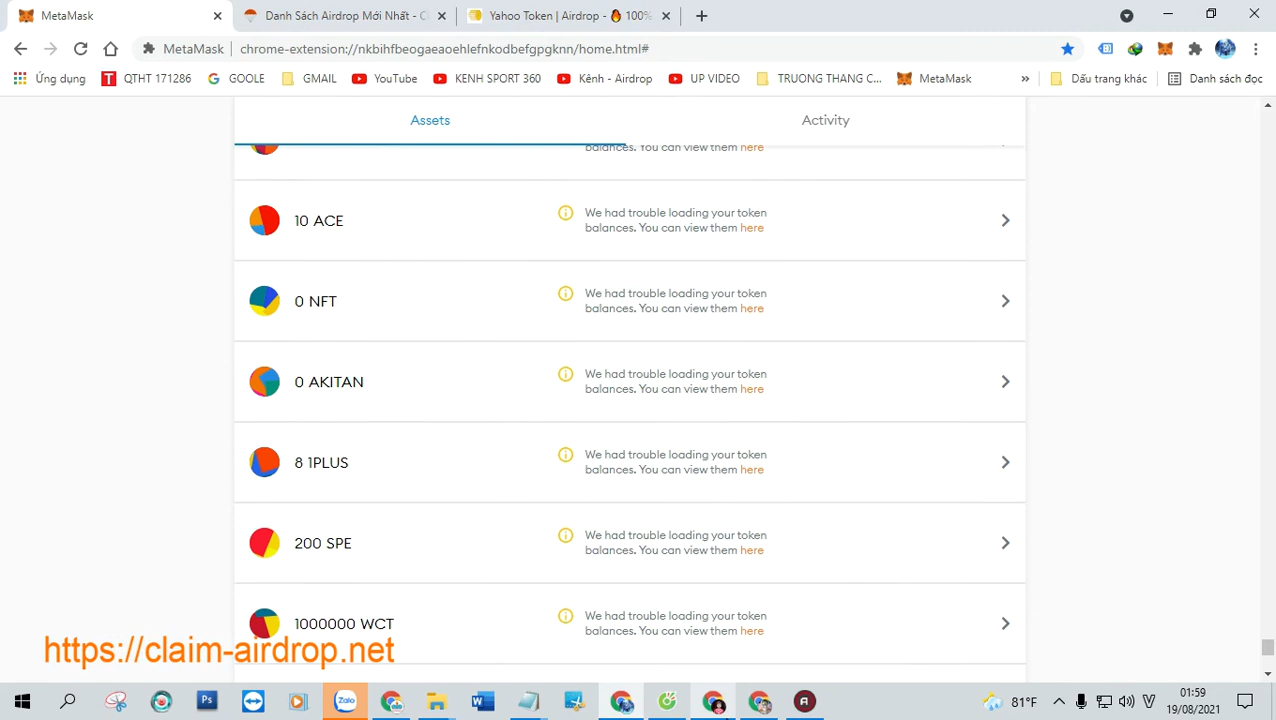 MetaMask
Danh Sách Airdrop Mới Nhất - C
Yahoo Token | Airdrop - 🔥 100%
MetaMask | chrome-extension://nkbihfbeogaeaoehlefnkodbefgpgknn/home.html#
Ứng dụng
QTHT 171286
GOOLE
GMAIL
YouTube
KENH SPORT 360
Kênh - Airdrop
UP VIDEO
TRUONG THANG C...
MetaMask
»
Dấu trang khác
Danh sách đọc
Assets
Activity
balances. You can view them here
10 ACE
We had trouble loading your token
balances. You can view them here
0 NFT
We had trouble loading your token
balances. You can view them here
0 AKITAN
We had trouble loading your token
balances. You can view them here
8 1PLUS
We had trouble loading your token
balances. You can view them here
200 SPE
We had trouble loading your token
balances. You can view them here
1000000 WCT
We had trouble loading your token
balances. You can view them here
https://claim-airdrop.net
Zalo
81°F
01:59
19/08/2021